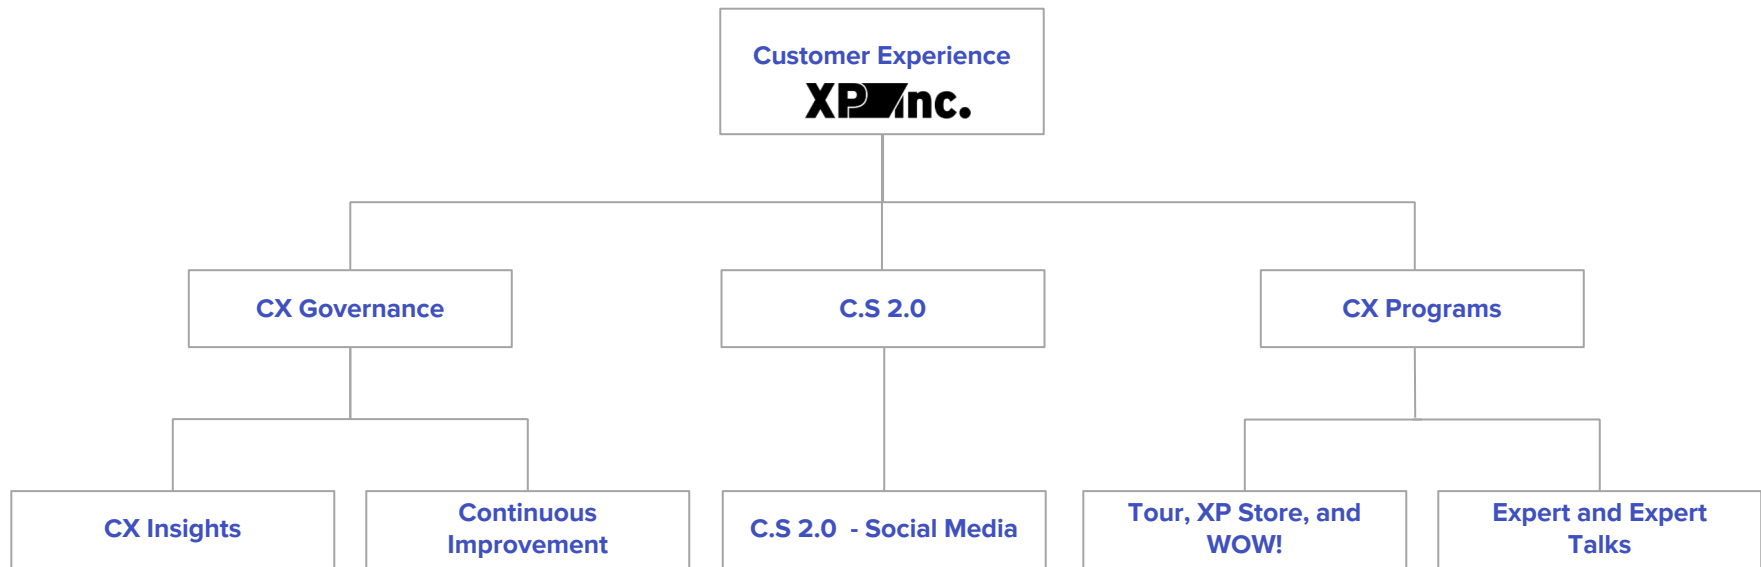 Customer Experience
XP inc.
CX Governance
C.S 2.0
CX Programs
CX Insights
Continuous
Improvement
C.S 2.0 - Social Media
Tour, XP Store, and
WOW!
Expert and Expert
Talks